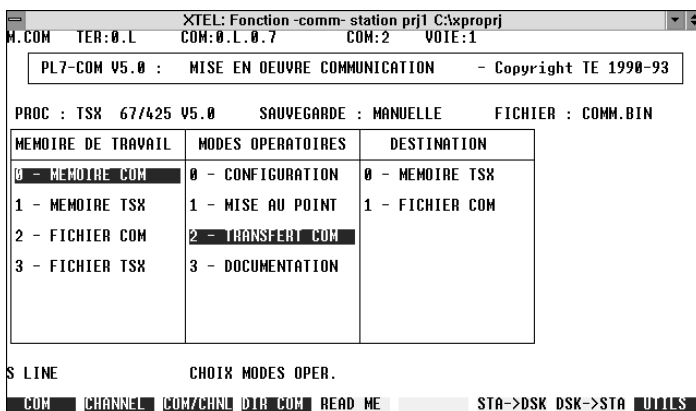 XTEL: Fonction -comm- station prj1 C:\xproprj
M.COM TER:0.L COM:0.L.0.7 COM:2 VOIE:1
PL7-COM V5.0 : MISE EN OEUVRE COMMUNICATION - Copyright TE 1990-93
PROC : TSX 67/425 V5.0 SAUVEGARDE : MANUELLE FICHIER : COMM.BIN
MEMOIRE DE TRAVAIL MODES OPERATOIRES DESTINATION
0 - MEMOIRE COM 0 - CONFIGURATION 0 - MEMOIRE TSX
1 - MEMOIRE TSX 1 - MISE AU POINT 1 - FICHIER COM
2 - FICHIER COM 2 - TRANSFERT COM
3 - FICHIER TSX 3 - DOCUMENTATION
S LINE CHOIX MODES OPER.
COM CHANNEL COM/CHNL DIR COM READ ME STA->DSK DSK->STA UTILS